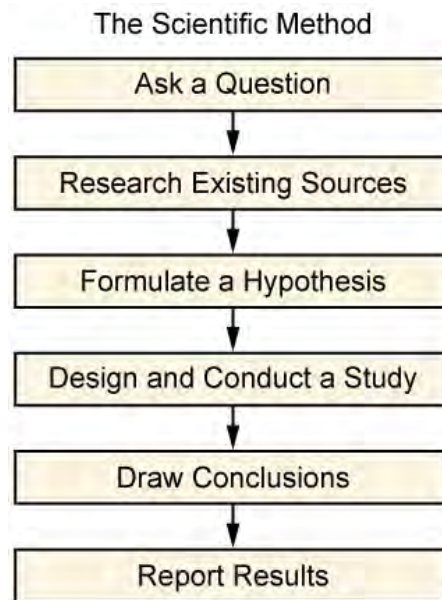 The Scientific Method
Ask a Question
Research Existing Sources
Formulate a Hypothesis
Design and Conduct a Study
Draw Conclusions
Report Results